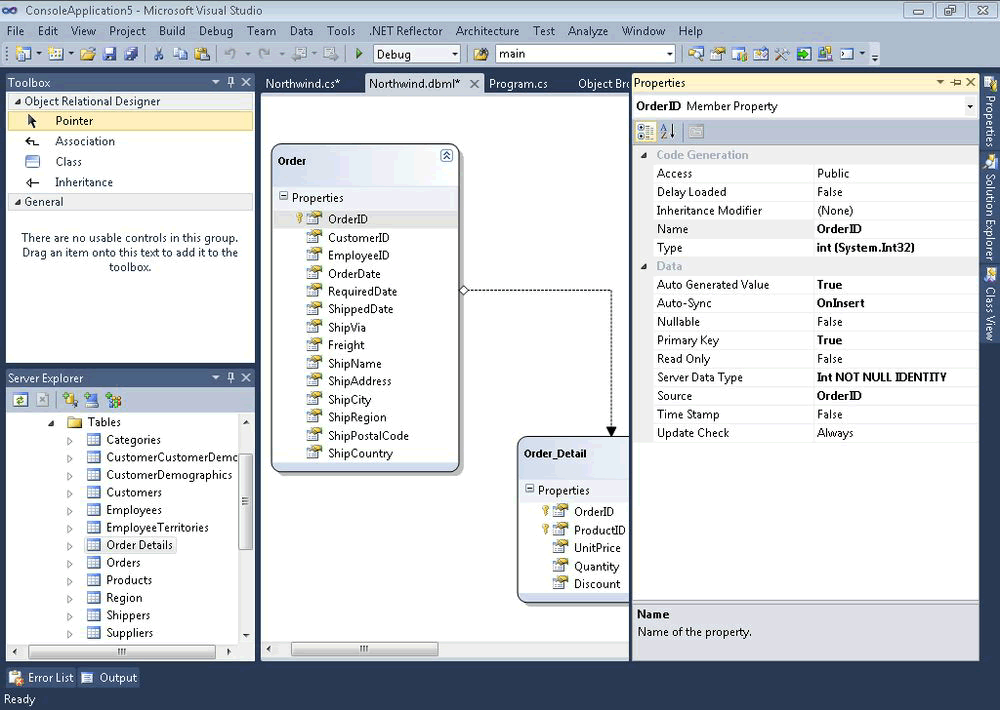 ConsoleApplication5 - Microsoft Visual Studio
File Edit View Project Build Debug Team Data Tools .NET Reflector Architecture Test Analyze Window Help
Debug main
Toolbox
Object Relational Designer
Pointer
Association
Class
Inheritance
General
There are no usable controls in this group.
Drag an item onto this text to add it to the
toolbox.
Server Explorer
Tables
Categories
CustomerCustomerDemc
CustomerDemographics
Customers
Employees
EmployeeTerritories
Order Details
Orders
Products
Region
Shippers
Suppliers
Northwind.cs* Northwind.dbml* Program.cs Object Bro
Order
Properties
OrderID
CustomerID
EmployeeID
OrderDate
RequiredDate
ShippedDate
ShipVia
Freight
ShipName
ShipAddress
ShipCity
ShipRegion
ShipPostalCode
ShipCountry
Order_Detail
Properties
OrderID
ProductID
UnitPrice
Quantity
Discount
Properties
OrderID Member Property
Code Generation
Access Public
Delay Loaded False
Inheritance Modifier (None)
Name OrderID
Type int (System.Int32)
Data
Auto Generated Value True
Auto-Sync OnInsert
Nullable False
Primary Key True
Read Only False
Server Data Type Int NOT NULL IDENTITY
Source OrderID
Time Stamp False
Update Check Always
Name
Name of the property.
Properties
Solution Explorer
Class View
Error List Output
Ready